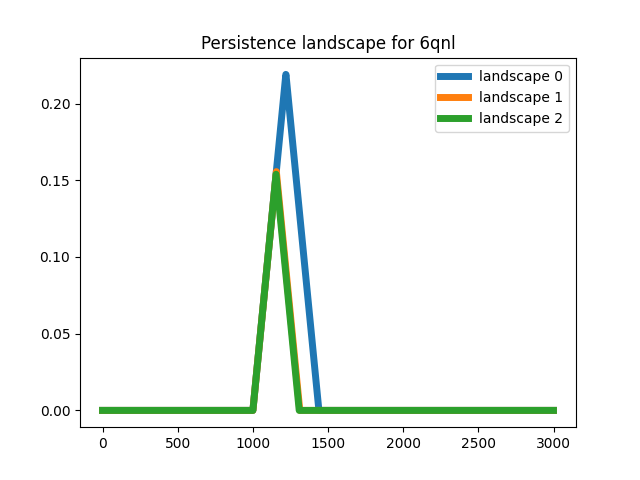 Persistence landscape for 6qnl
landscape 0
landscape 1
landscape 2
0.20
0.15
0.10
0.05
0.00
0 500 1000 1500 2000 2500 3000